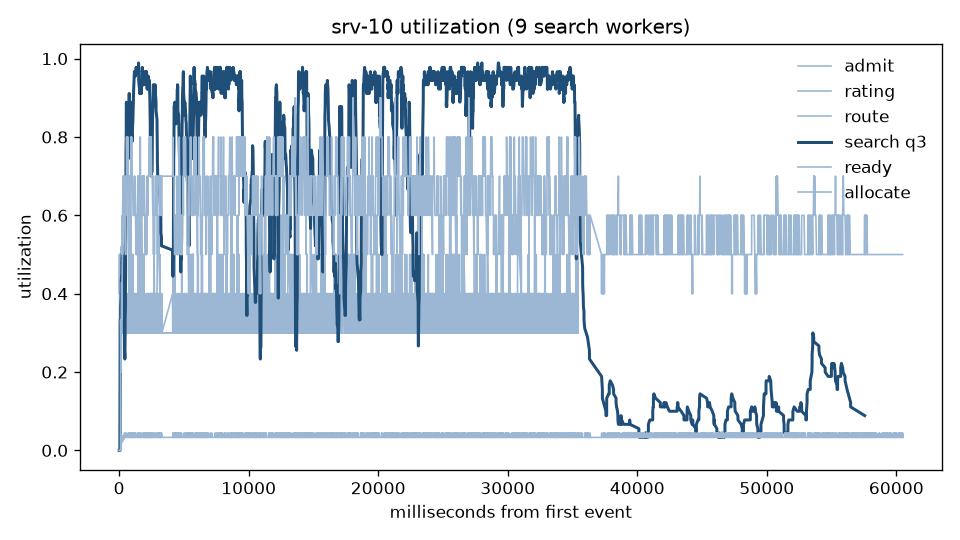 srv-10 utilization (9 search workers)
admit
rating
route
search q3
ready
allocate
utilization
1.0
0.8
0.6
0.4
0.2
0.0
0 10000 20000 30000 40000 50000 60000
milliseconds from first event